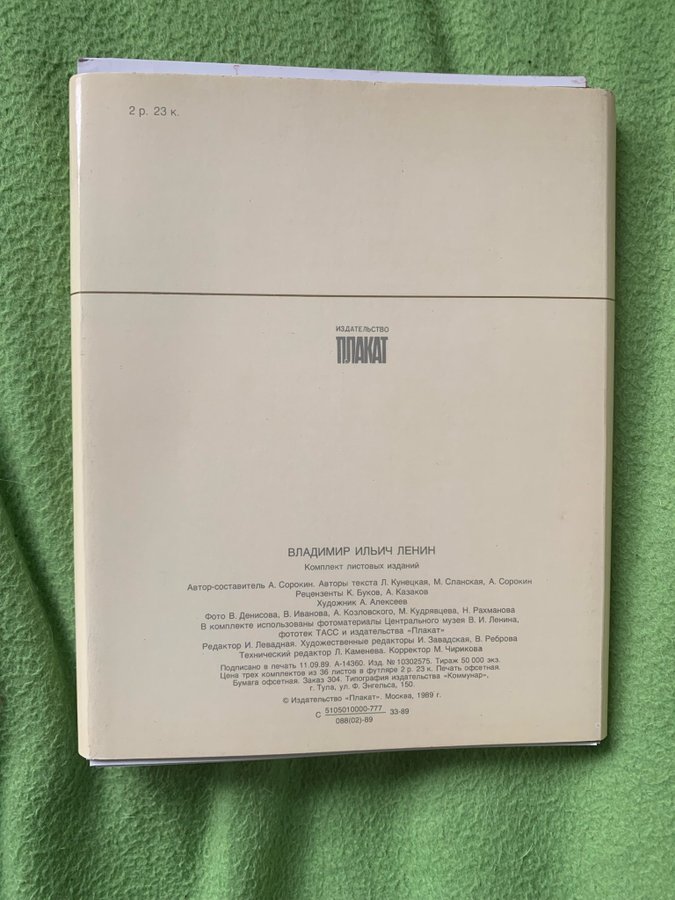 2 р. 23 к.
ИЗДАТЕЛЬСТВО
ПЛАКАТ
ВЛАДИМИР ИЛЬИЧ ЛЕНИН
Комплект листовых изданий
Автор-составитель А. Сорокин. Авторы текста Л. Кунецкая, М. Сланская, А. Сорокин
Рецензенты К. Буков, А. Казаков
Художник А. Алексеев
Фото В. Денисова, В. Иванова, А. Козловского, М. Кудрявцева, Н. Рахманова
В комплекте использованы фотоматериалы Центрального музея В. И. Ленина,
фототек ТАСС и издательства «Плакат»
Редактор И. Левадная. Художественные редакторы И. Завадская, В. Реброва
Технический редактор Л. Каменева. Корректор М. Чирикова
Подписано в печать 11.09.89. А-14360. Изд. № 10302575. Тираж 50 000 экз.
Цена трех комплектов из 36 листов в футляре 2 р. 23 к. Печать офсетная.
Бумага офсетная. Заказ 304. Типография издательства «Коммунар»,
г. Тула, ул. Ф. Энгельса, 150.
© Издательство «Плакат». Москва, 1989 г.
С 5105010000-777 33-89
088(02)-89